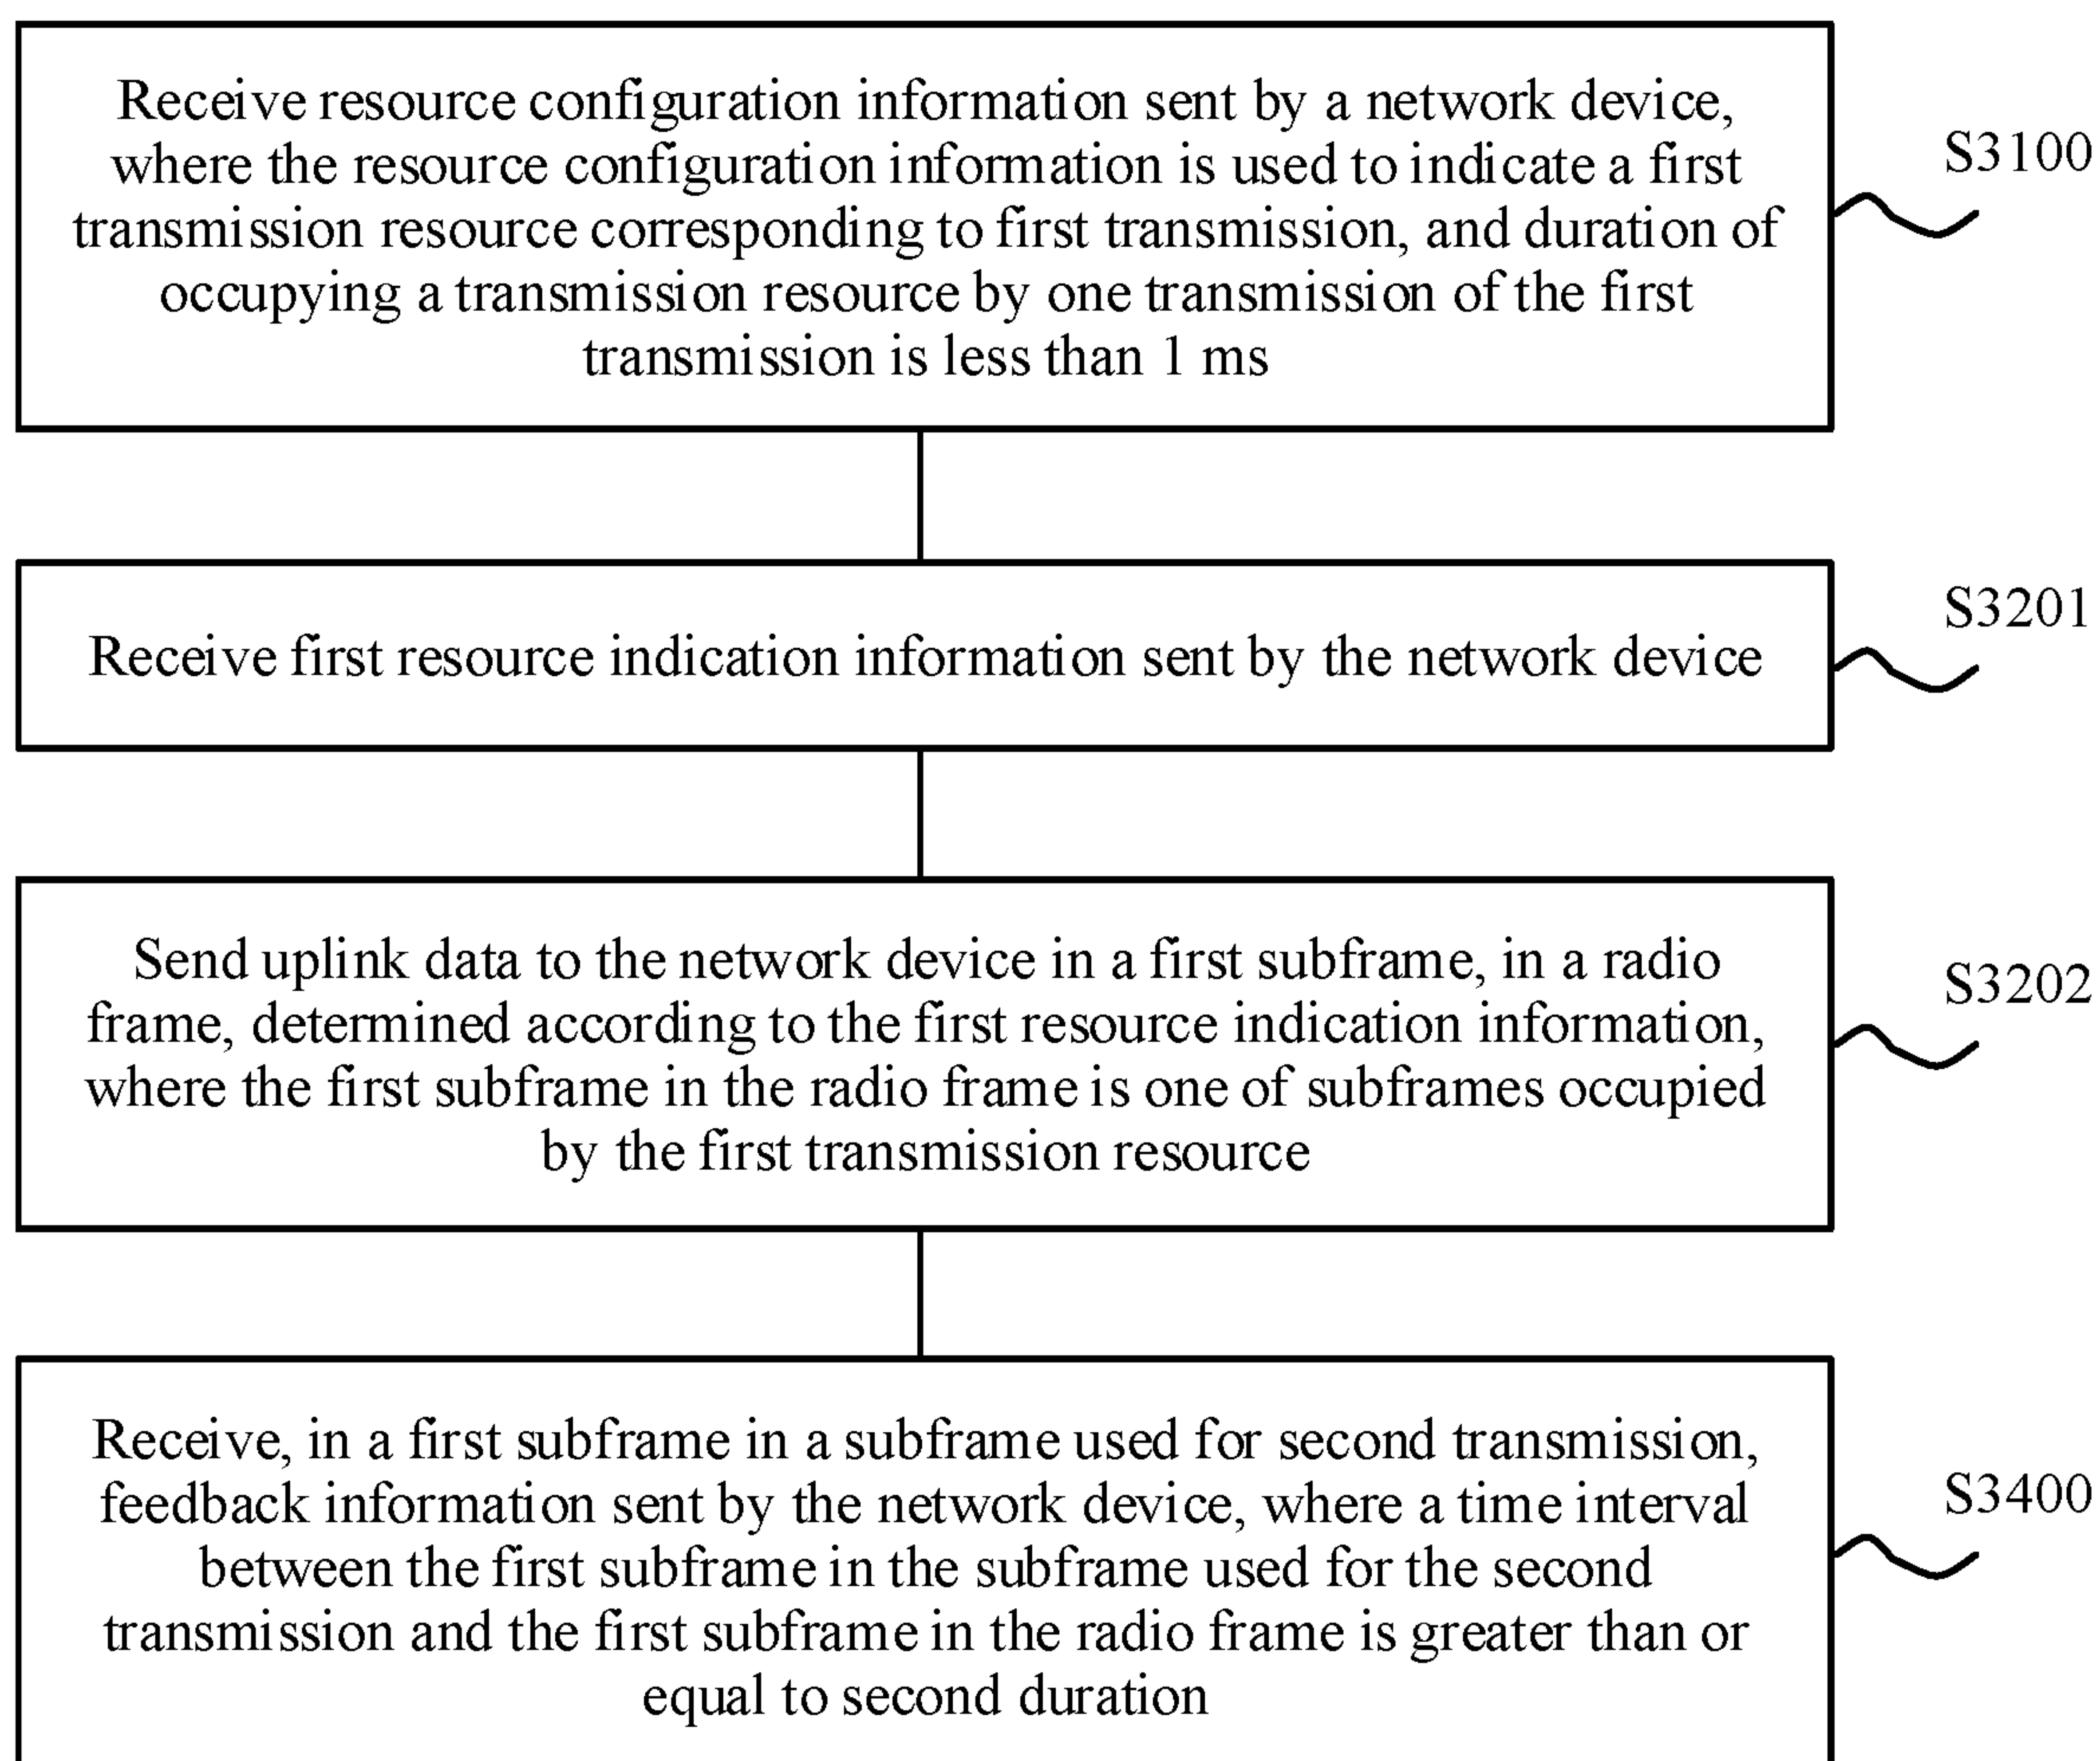 Receive resource configuration information sent by a network device,
where the resource configuration information is used to indicate a first
transmission resource corresponding to first transmission, and duration of
occupying a transmission resource by one transmission of the first
transmission is less than 1 ms
S3100
Receive first resource indication information sent by the network device
S3201
Send uplink data to the network device in a first subframe, in a radio
frame, determined according to the first resource indication information,
where the first subframe in the radio frame is one of subframes occupied
by the first transmission resource
S3202
Receive, in a first subframe in a subframe used for second transmission,
feedback information sent by the network device, where a time interval
between the first subframe in the subframe used for the second
transmission and the first subframe in the radio frame is greater than or
equal to second duration
S3400